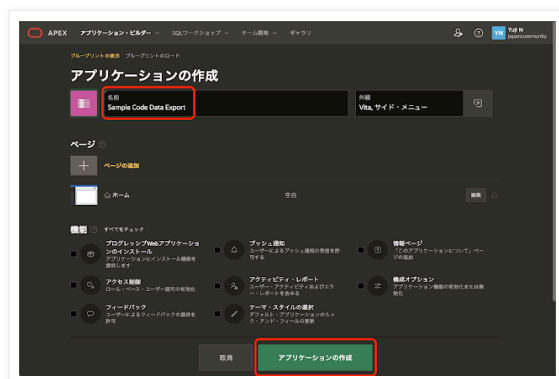 APEX アプリケーション・ビルダー SQLワークショップ チーム開発 ギャラリ YN Yuji N
japancommunity
ブループリントの表示 ブループリントのロード
アプリケーションの作成
名前
Sample Code Data Export
外観
Vita, サイド・メニュー
ページ
ページの追加
ホーム 空白 編集
機能 すべてをチェック
プログレッシブWebアプリケーションのインストール
アプリケーションにインストール機能を提供します
プッシュ通知
ユーザーによるプッシュ通知の受信を許可する
情報ページ
「このアプリケーションについて」ページの追加
アクセス制御
ロール・ベース・ユーザー認可の有効化
アクティビティ・レポート
ユーザー・アクティビティおよびエラー・レポートを含める
構成オプション
アプリケーション機能の有効化または無効化
フィードバック
ユーザーによるフィードバックの提供を許可
テーマ・スタイルの選択
デフォルト・アプリケーションのルック・アンド・フィールの更新
取消 アプリケーションの作成